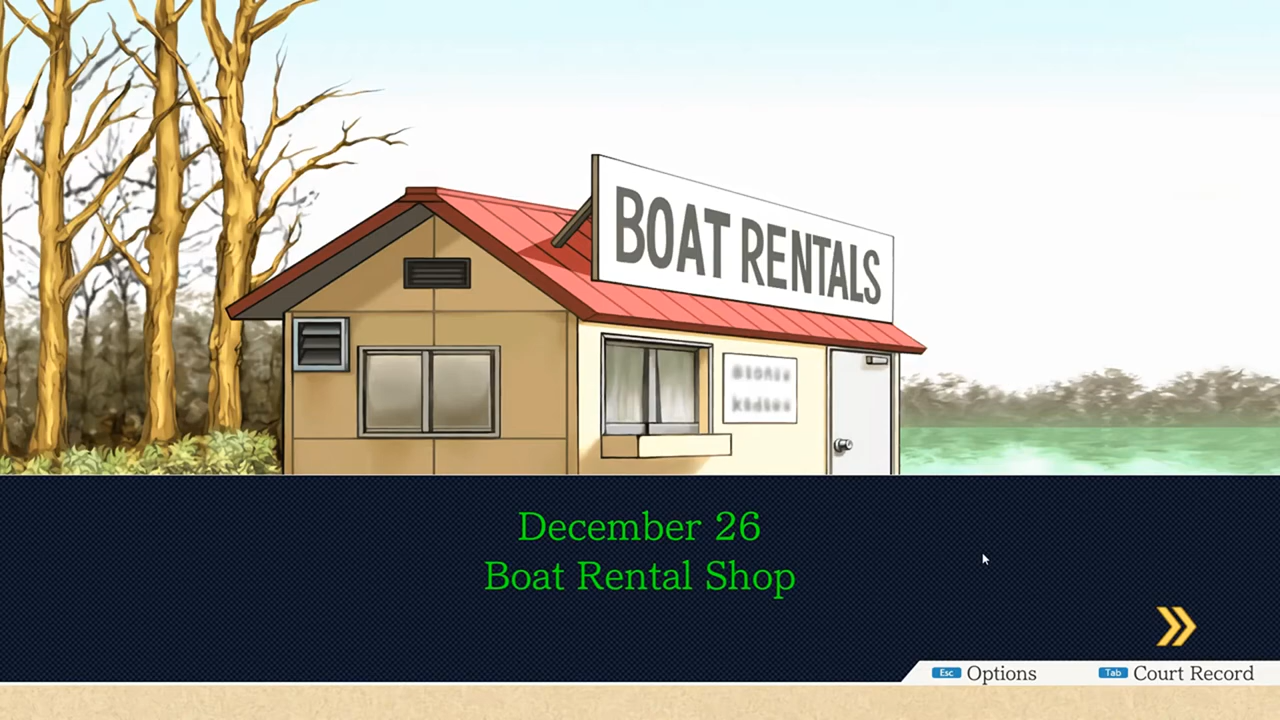 BOAT RENTALS
December 26
Boat Rental Shop
Esc Options
Tab Court Record